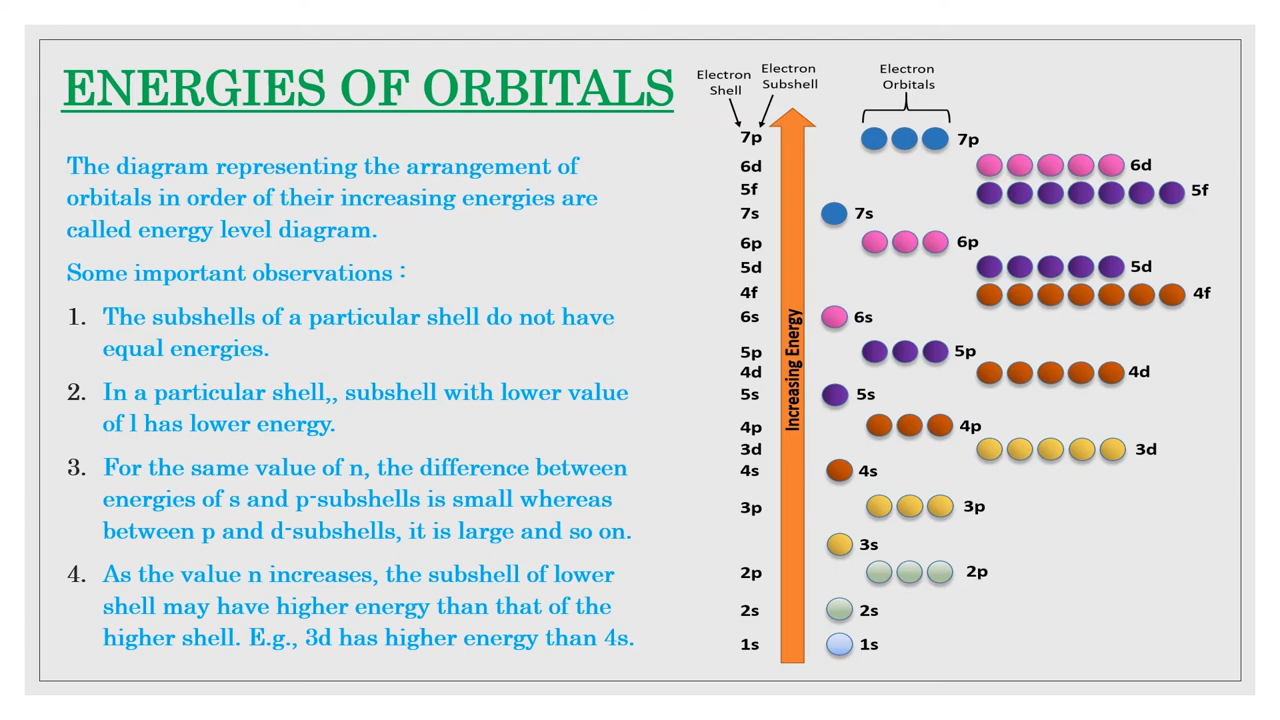 ENERGIES OF ORBITALS
The diagram representing the arrangement of
orbitals in order of their increasing energies are
called energy level diagram.
Some important observations :
1. The subshells of a particular shell do not have
equal energies.
2. In a particular shell,, subshell with lower value
of l has lower energy.
3. For the same value of n, the difference between
energies of s and p-subshells is small whereas
between p and d-subshells, it is large and so on.
4. As the value n increases, the subshell of lower
shell may have higher energy than that of the
higher shell. E.g., 3d has higher energy than 4s.
Electron
Shell
Electron
Subshell
Electron
Orbitals
Increasing Energy
7p 7p
6d 6d
5f 5f
7s 7s
6p 6p
5d 5d
4f 4f
6s 6s
5p 5p
4d 4d
5s 5s
4p 4p
3d 3d
4s 4s
3p 3p
3s
2p 2p
2s 2s
1s 1s